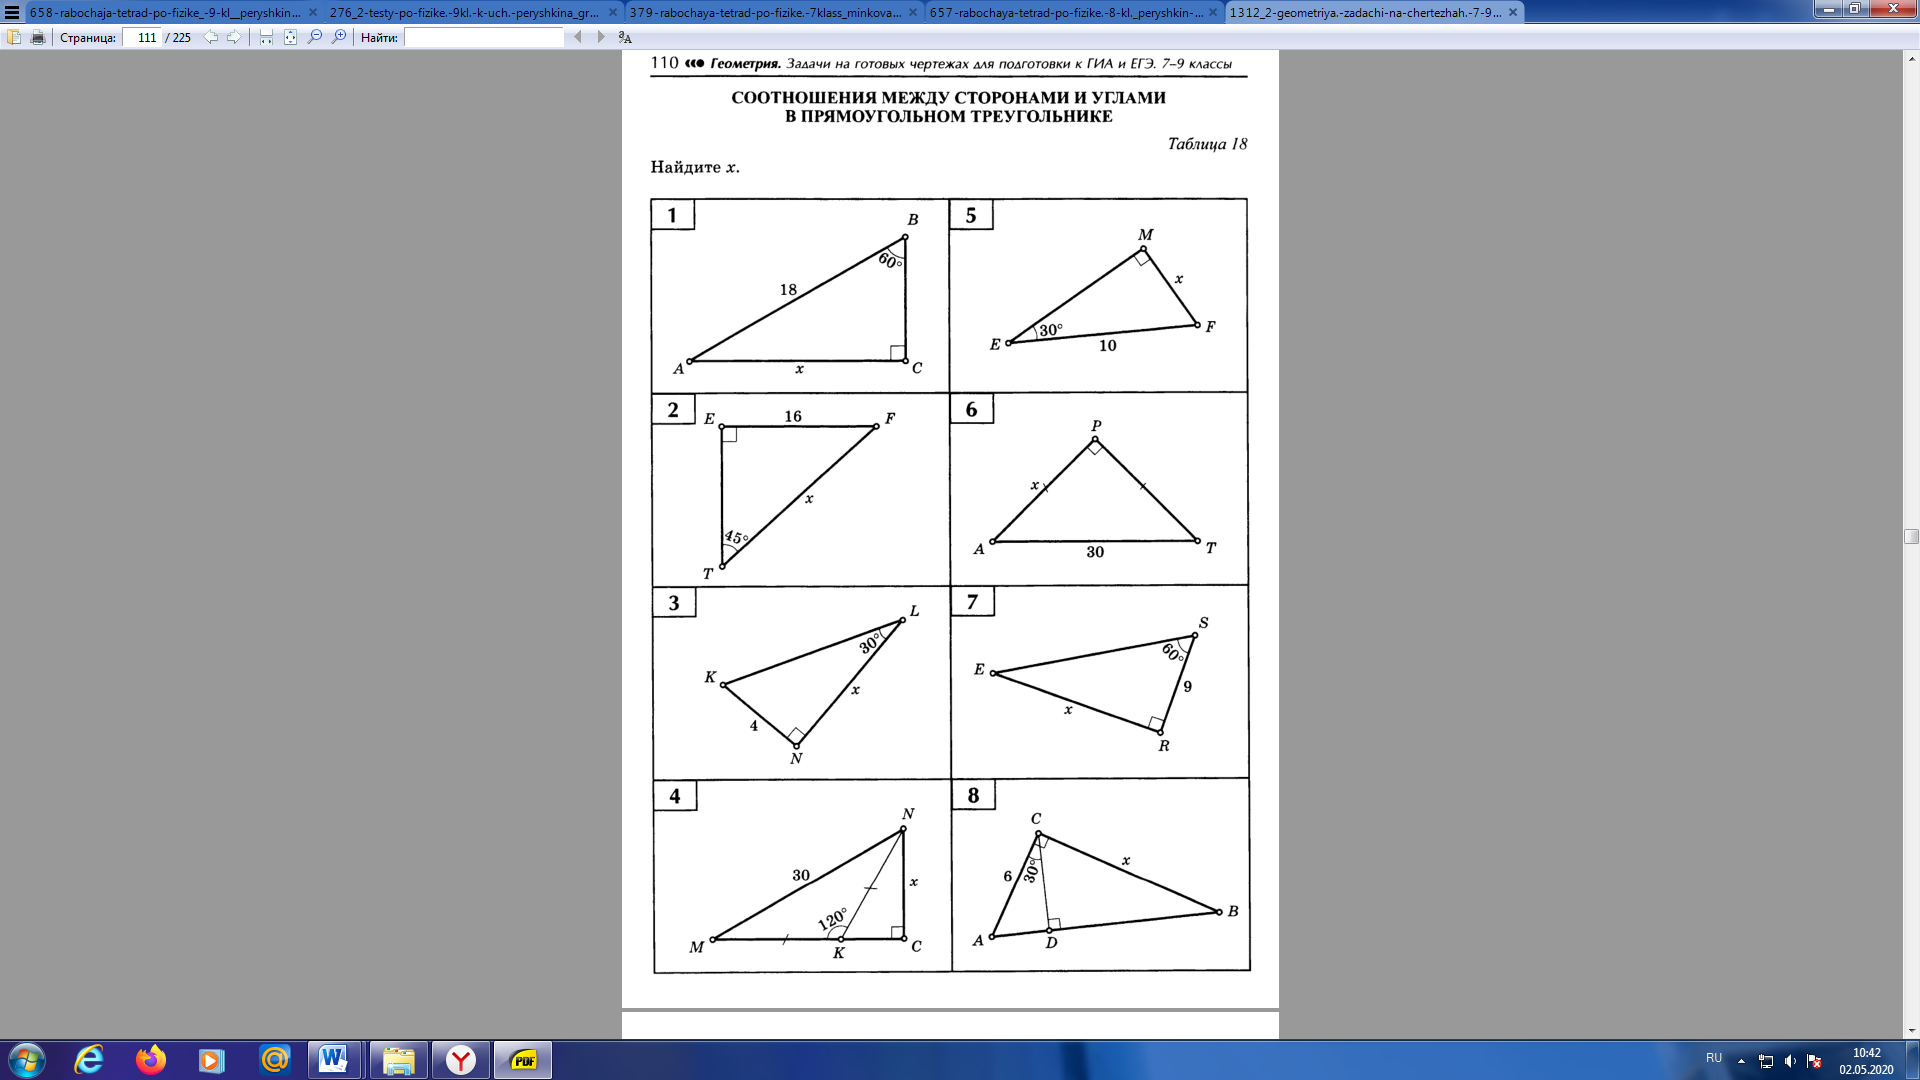 658-rabochaja-tetrad-po-fizike_-9-kl__peryshkin...
276_2-testy-po-fizike.-9kl.-k-uch.-peryshkina_gr...
379-rabochaya-tetrad-po-fizike.-7klass_minkova...
657-rabochaya-tetrad-po-fizike.-8-kl._peryshkin-...
1312_2-geometriya.-zadachi-na-chertezhah.-7-9...
Страница: 111 / 225 Найти:
110 Геометрия. Задачи на готовых чертежах для подготовки к ГИА и ЕГЭ. 7–9 классы
СООТНОШЕНИЯ МЕЖДУ СТОРОНАМИ И УГЛАМИ
В ПРЯМОУГОЛЬНОМ ТРЕУГОЛЬНИКЕ
Таблица 18
Найдите x.
1
B
60°
18
A
x
C
5
M
x
30°
E
10
F
2
E
16
F
x
45°
T
6
P
x
A
30
T
3
L
30°
K
x
4
N
7
S
60°
E
9
x
R
4
N
30
x
120°
M
K
C
8
C
x
6
30°
A
D
B
PDF
RU
10:42
02.05.2020